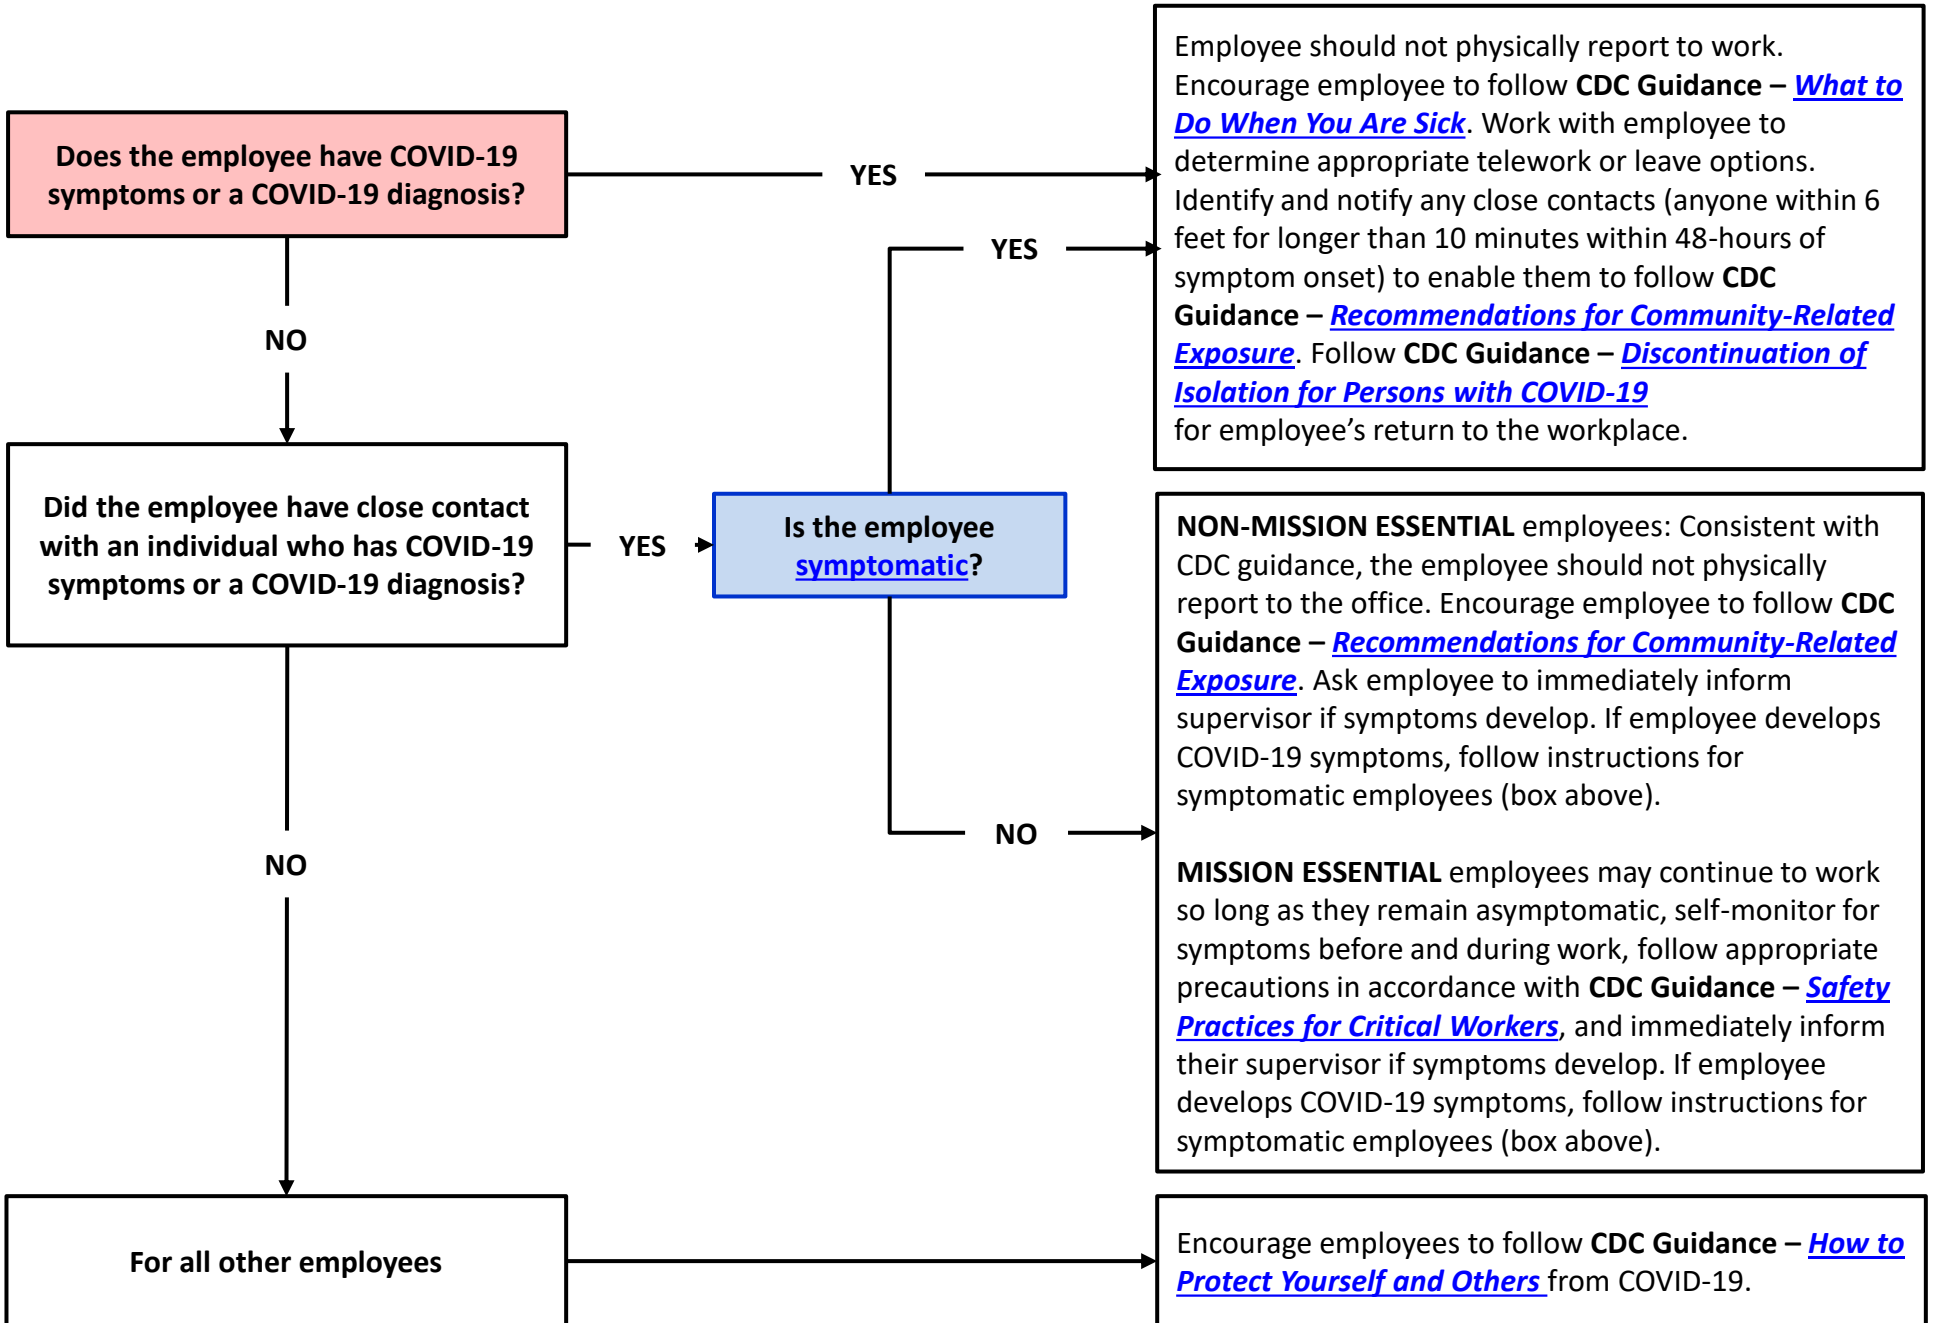 Does the employee have COVID-19
symptoms or a COVID-19 diagnosis?
YES
Employee should not physically report to work.
Encourage employee to follow CDC Guidance – What to
Do When You Are Sick. Work with employee to
determine appropriate telework or leave options.
Identify and notify any close contacts (anyone within 6
feet for longer than 10 minutes within 48-hours of
symptom onset) to enable them to follow CDC
Guidance – Recommendations for Community-Related
Exposure. Follow CDC Guidance – Discontinuation of
Isolation for Persons with COVID-19
for employee's return to the workplace.
NO
Did the employee have close contact
with an individual who has COVID-19
symptoms or a COVID-19 diagnosis?
YES
Is the employee
symptomatic?
YES
NO
NON-MISSION ESSENTIAL employees: Consistent with
CDC guidance, the employee should not physically
report to the office. Encourage employee to follow CDC
Guidance – Recommendations for Community-Related
Exposure. Ask employee to immediately inform
supervisor if symptoms develop. If employee develops
COVID-19 symptoms, follow instructions for
symptomatic employees (box above).
MISSION ESSENTIAL employees may continue to work
so long as they remain asymptomatic, self-monitor for
symptoms before and during work, follow appropriate
precautions in accordance with CDC Guidance – Safety
Practices for Critical Workers, and immediately inform
their supervisor if symptoms develop. If employee
develops COVID-19 symptoms, follow instructions for
symptomatic employees (box above).
NO
For all other employees
Encourage employees to follow CDC Guidance – How to
Protect Yourself and Others from COVID-19.